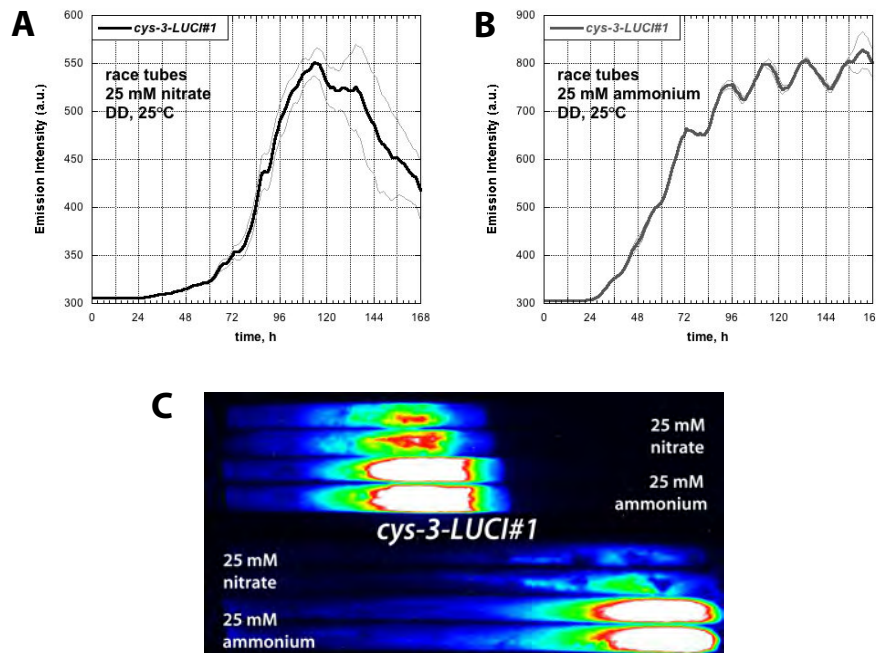 A
cys-3-LUCI#1
race tubes
25 mM nitrate
DD, 25°C
Emission Intensity (a.u.)
600
550
500
450
400
350
300
0 24 48 72 96 120 144 168
time, h
B
cys-3-LUCI#1
race tubes
25 mM ammonium
DD, 25°C
Emission Intensity (a.u.)
900
800
700
600
500
400
300
0 24 48 72 96 120 144 16
time, h
C
25 mM
nitrate
25 mM
ammonium
cys-3-LUCI#1
25 mM
nitrate
25 mM
ammonium